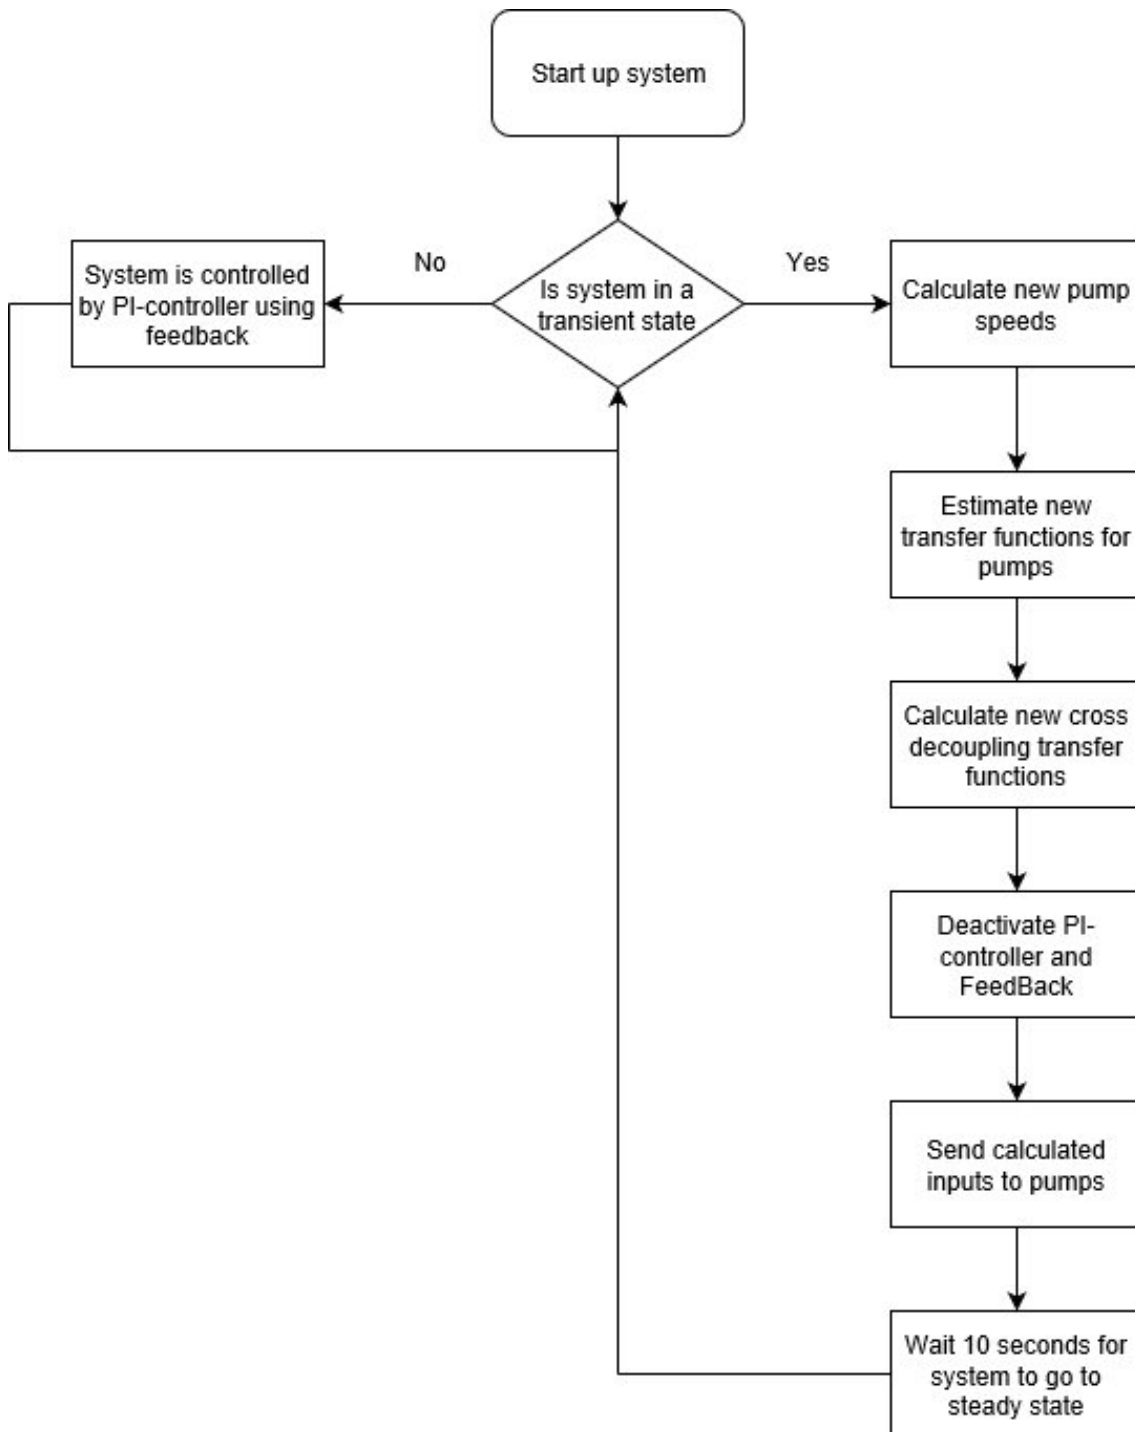 Start up system
No
Yes
System is controlled
by PI-controller using
feedback
Is system in a
transient state
Calculate new pump
speeds
Estimate new
transfer functions for
pumps
Calculate new cross
decoupling transfer
functions
Deactivate PI-
controller and
FeedBack
Send calculated
inputs to pumps
Wait 10 seconds for
system to go to
steady state